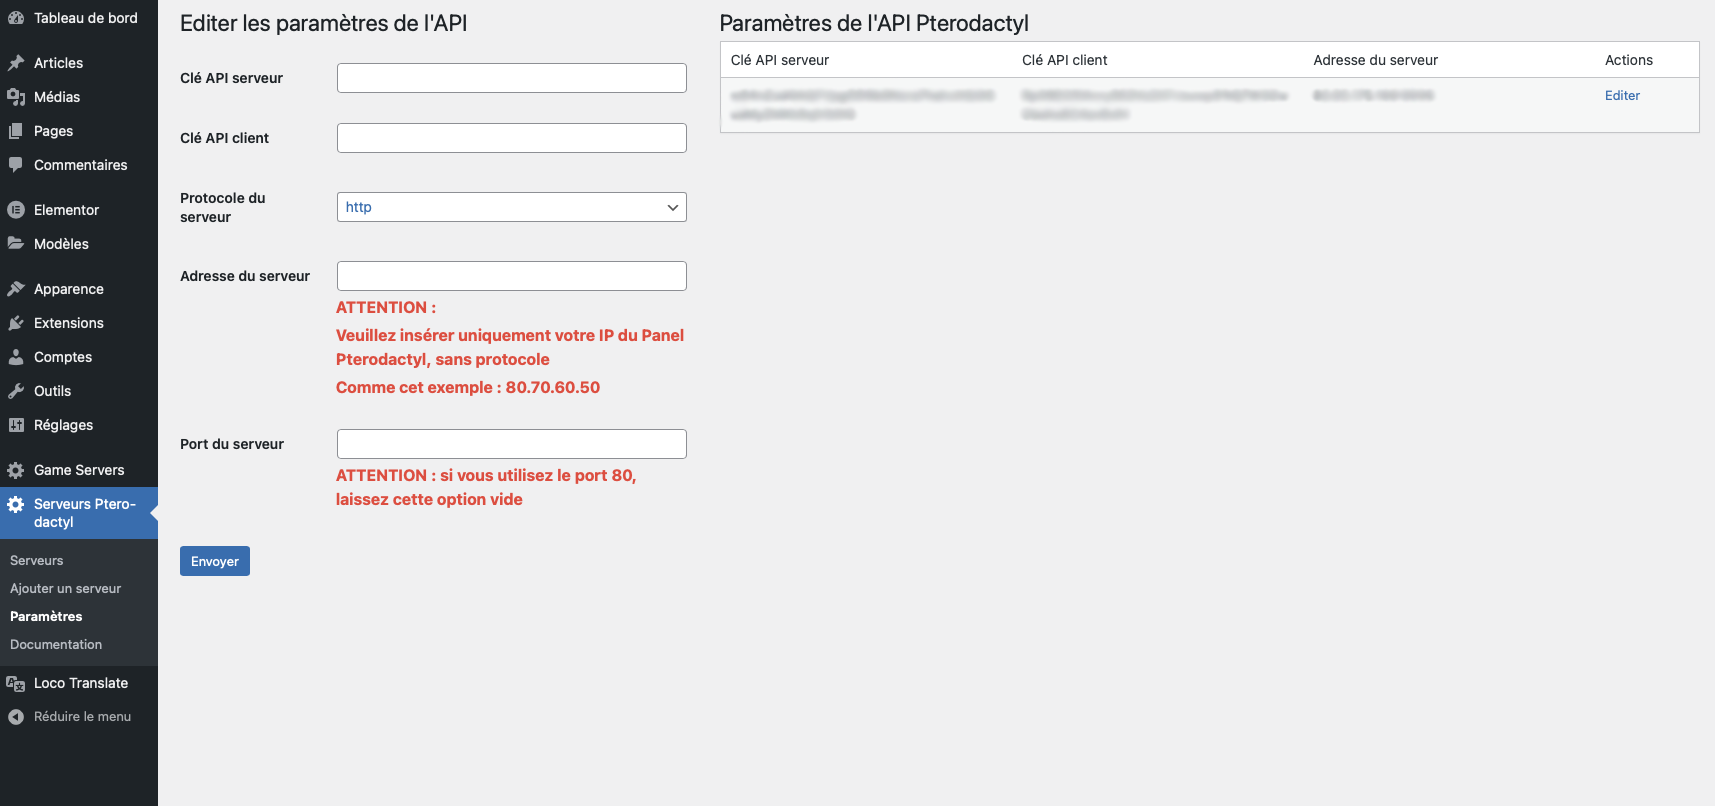 Tableau de bord
Articles
Médias
Pages
Commentaires
Elementor
Modèles
Apparence
Extensions
Comptes
Outils
Réglages
Game Servers
Serveurs Ptero-
dactyl
Serveurs
Ajouter un serveur
Paramètres
Documentation
Loco Translate
Réduire le menu
Editer les paramètres de l'API
Clé API serveur
Clé API client
Protocole du
serveur
http
Adresse du serveur
ATTENTION :
Veuillez insérer uniquement votre IP du Panel
Pterodactyl, sans protocole
Comme cet exemple : 80.70.60.50
Port du serveur
ATTENTION : si vous utilisez le port 80,
laissez cette option vide
Envoyer
Paramètres de l'API Pterodactyl
Clé API serveur
Clé API client
Adresse du serveur
Actions
Editer